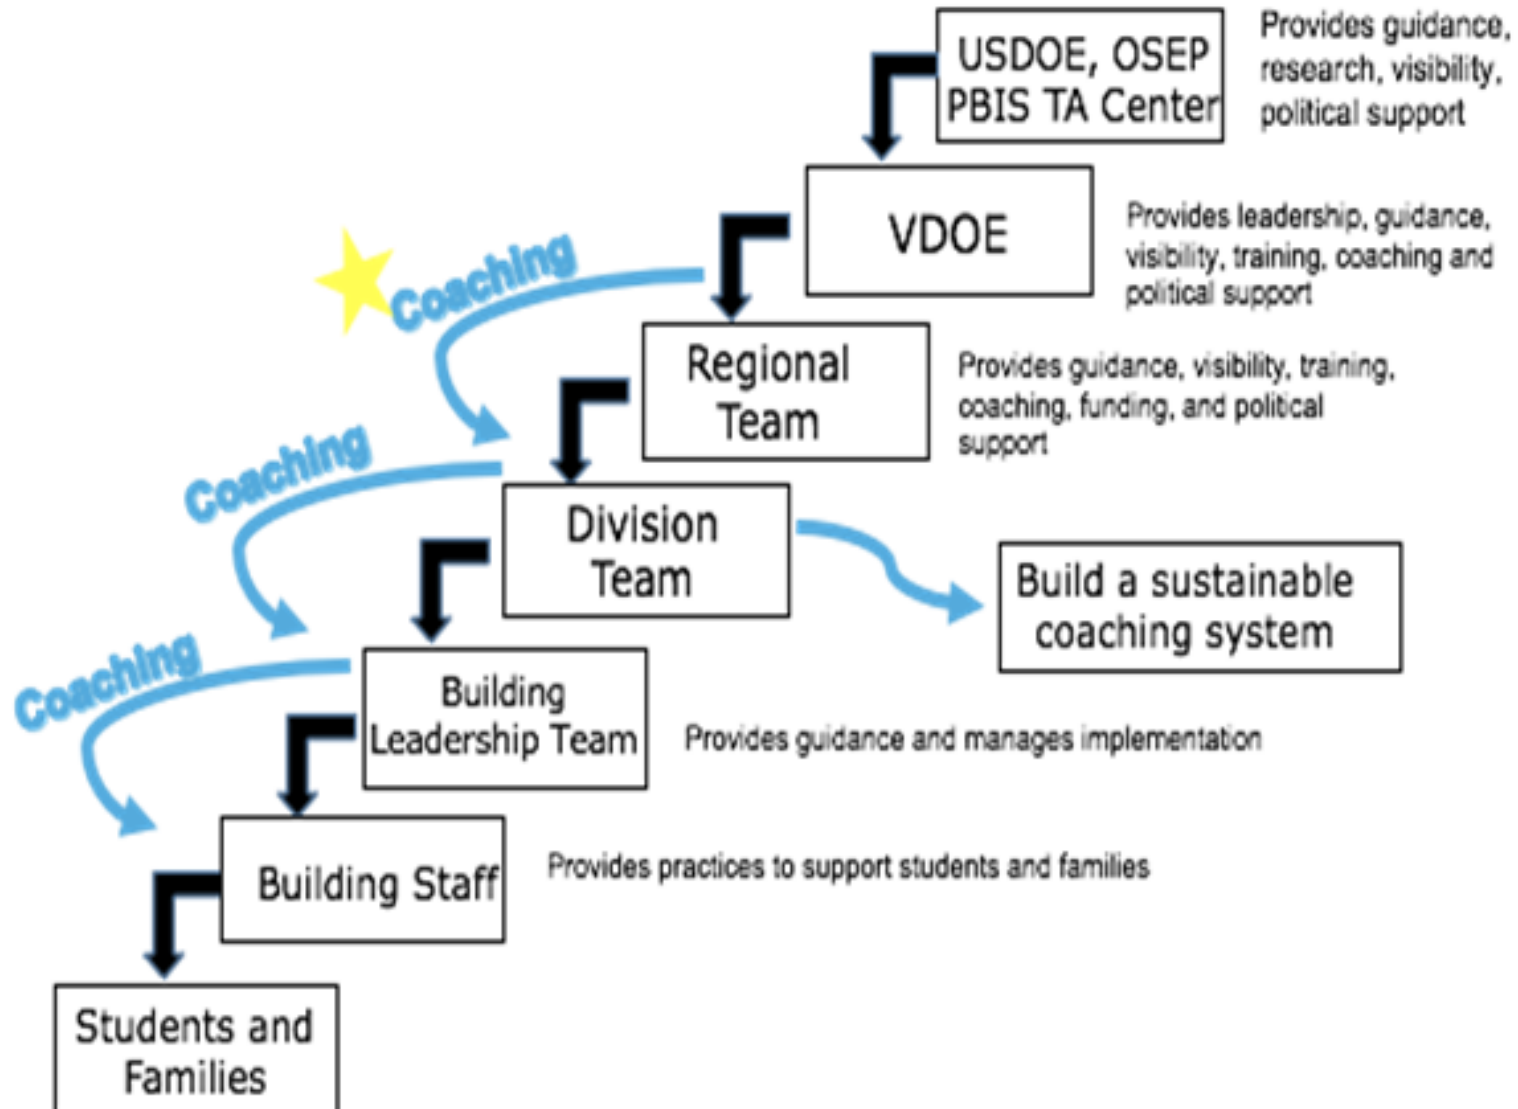 USDOE, OSEP
PBIS TA Center
Provides guidance,
research, visibility,
political support
VDOE
Provides leadership, guidance,
visibility, training, coaching and
political support
Coaching
Regional
Team
Provides guidance, visibility, training,
coaching, funding, and political
support
Coaching
Division
Team
Build a sustainable
coaching system
Coaching
Building
Leadership Team
Provides guidance and manages implementation
Building Staff
Provides practices to support students and families
Students and
Families